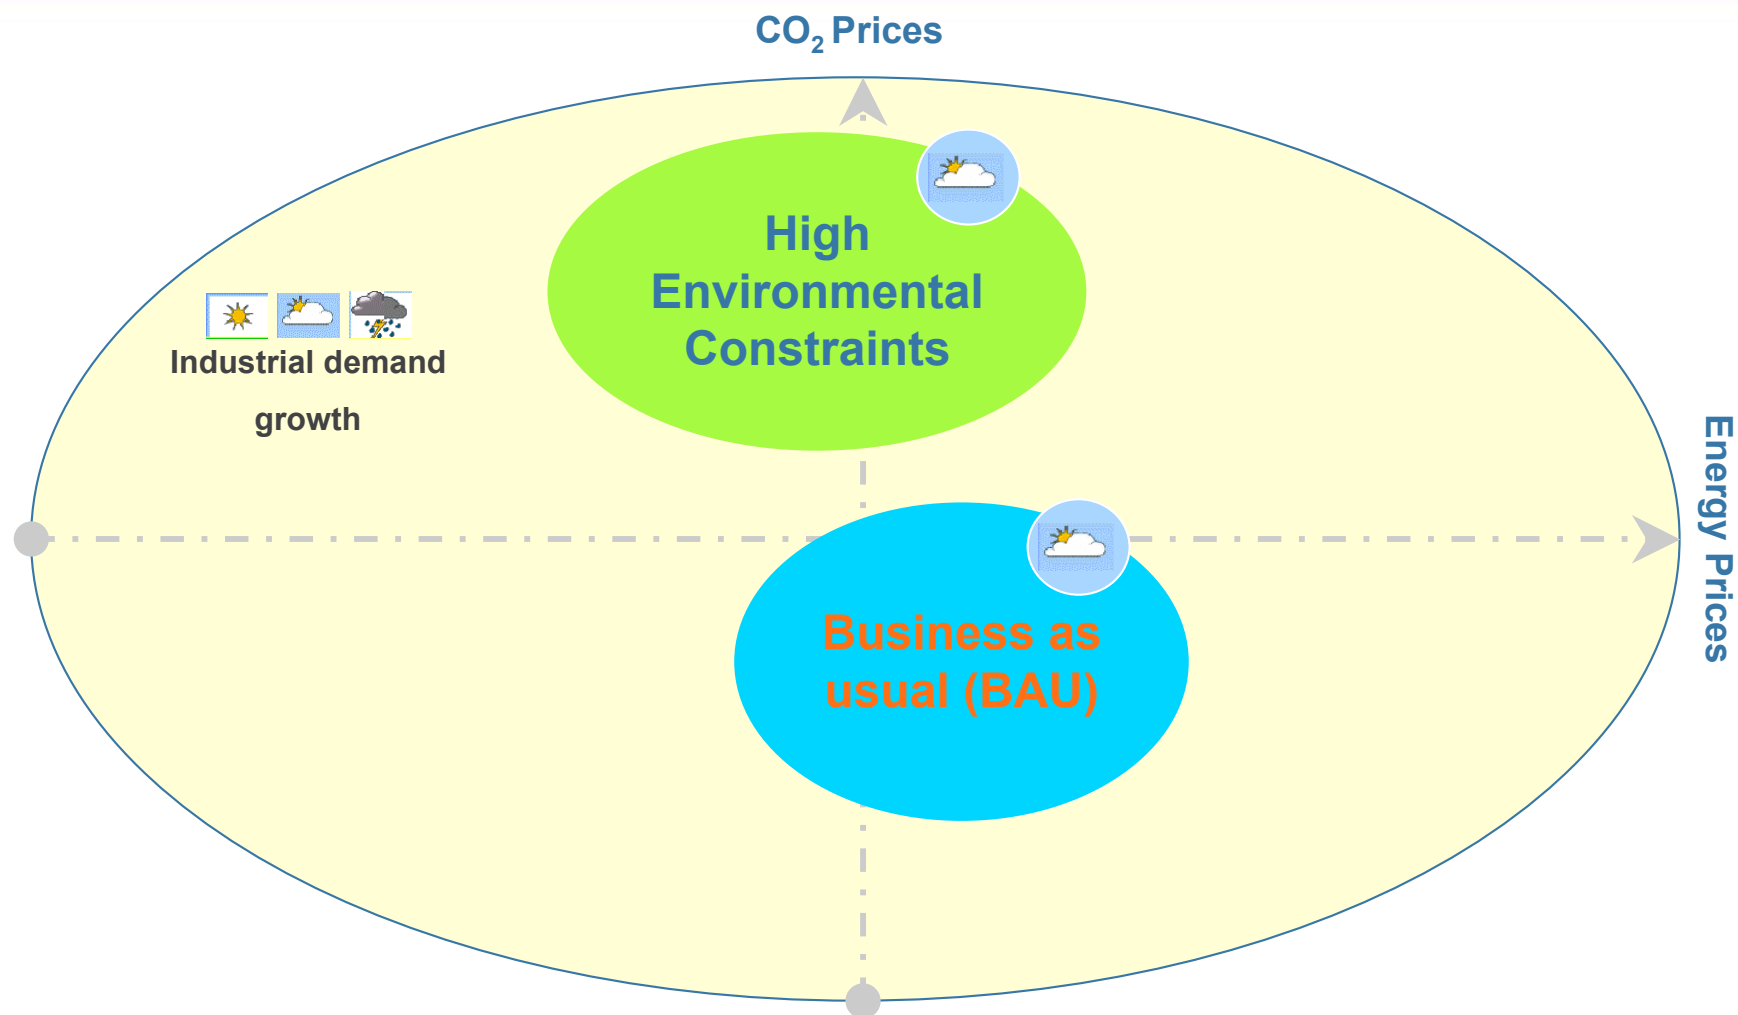 CO₂ Prices
High
Environmental
Constraints
Industrial demand
growth
Energy Prices
Business as
usual (BAU)